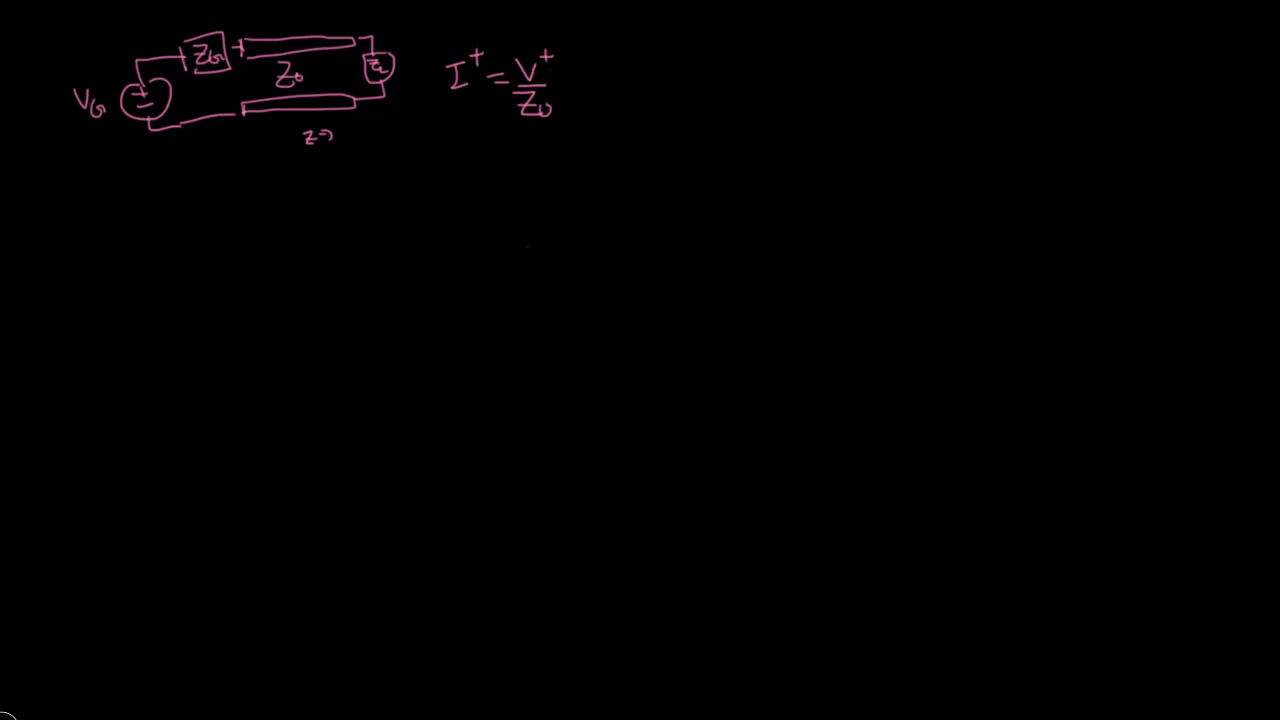 V_G
+
−
Z_G
Z_0
Z_L
z →
I^+ = V^+ / Z_0